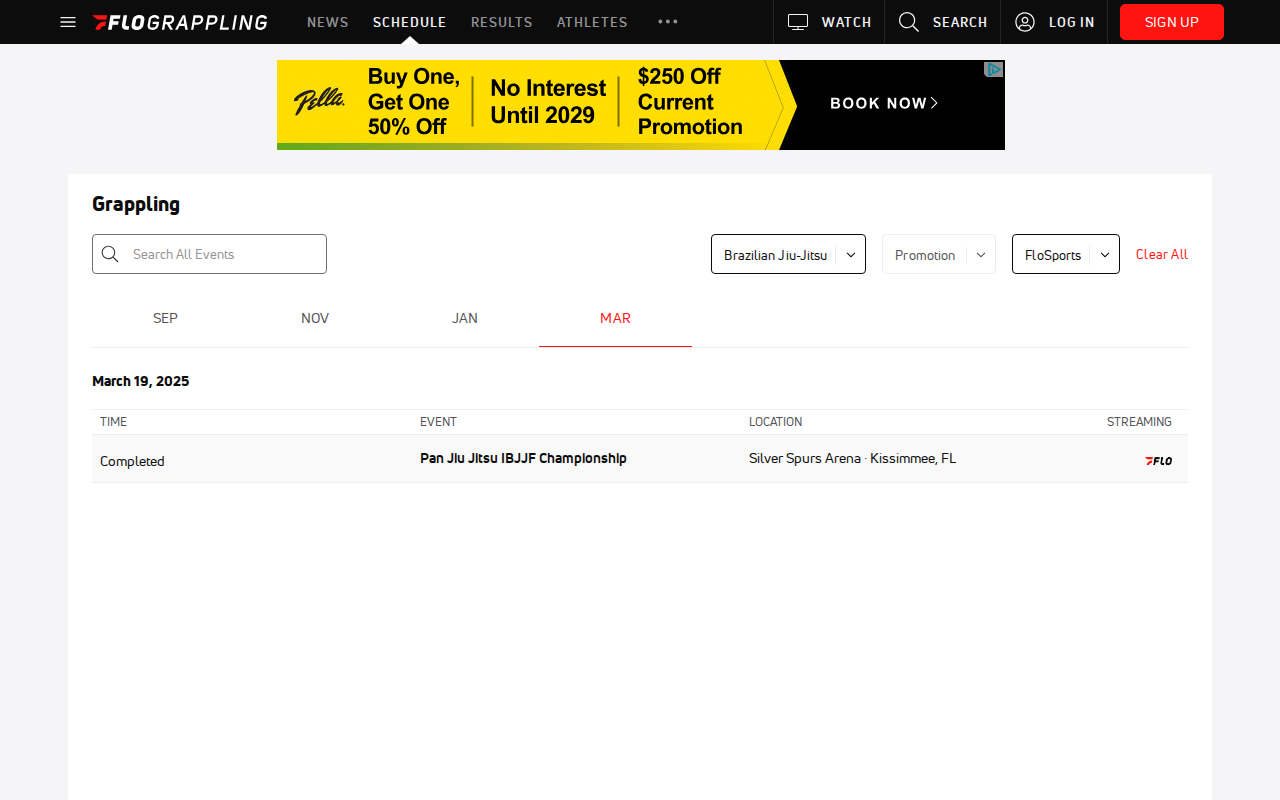 FLOGRAPPLING NEWS SCHEDULE RESULTS ATHLETES WATCH SEARCH LOG IN SIGN UP
Pella
Buy One,
Get One
50% Off
No Interest
Until 2029
$250 Off
Current
Promotion
BOOK NOW
Grappling
Search All Events Brazilian Jiu-Jitsu Promotion FloSports Clear All
SEP NOV JAN MAR
March 19, 2025
TIME EVENT LOCATION STREAMING
Completed Pan Jiu Jitsu IBJJF Championship Silver Spurs Arena · Kissimmee, FL FLO